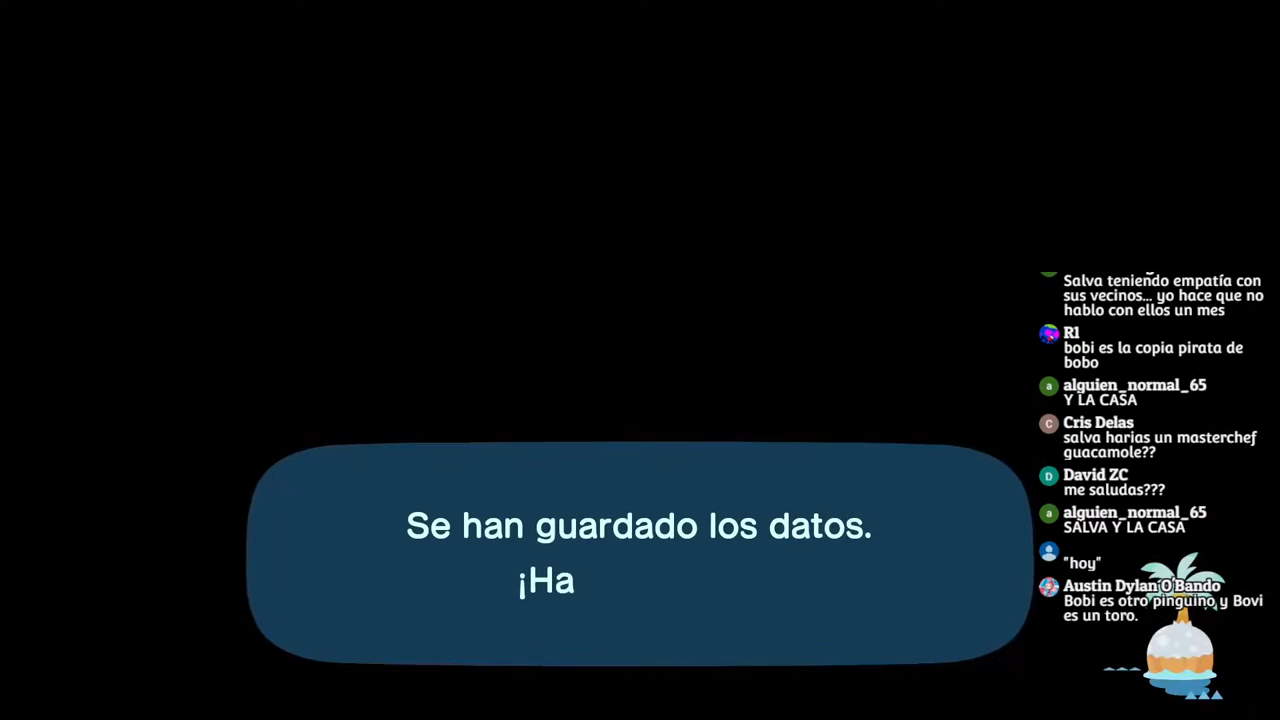 Se han guardado los datos.
¡Ha
Salva teniendo empatía con
sus vecinos... yo hace que no
hablo con ellos un mes
R1
bobi es la copia pirata de
bobo
a
alguien_normal_65
Y LA CASA
C
Cris Delas
salva harias un masterchef
guacamole??
D
David ZC
me saludas???
a
alguien_normal_65
SALVA Y LA CASA
"hoy"
Austin Dylan O'Bando
Bobi es otro pinguino y Bovi
es un toro.